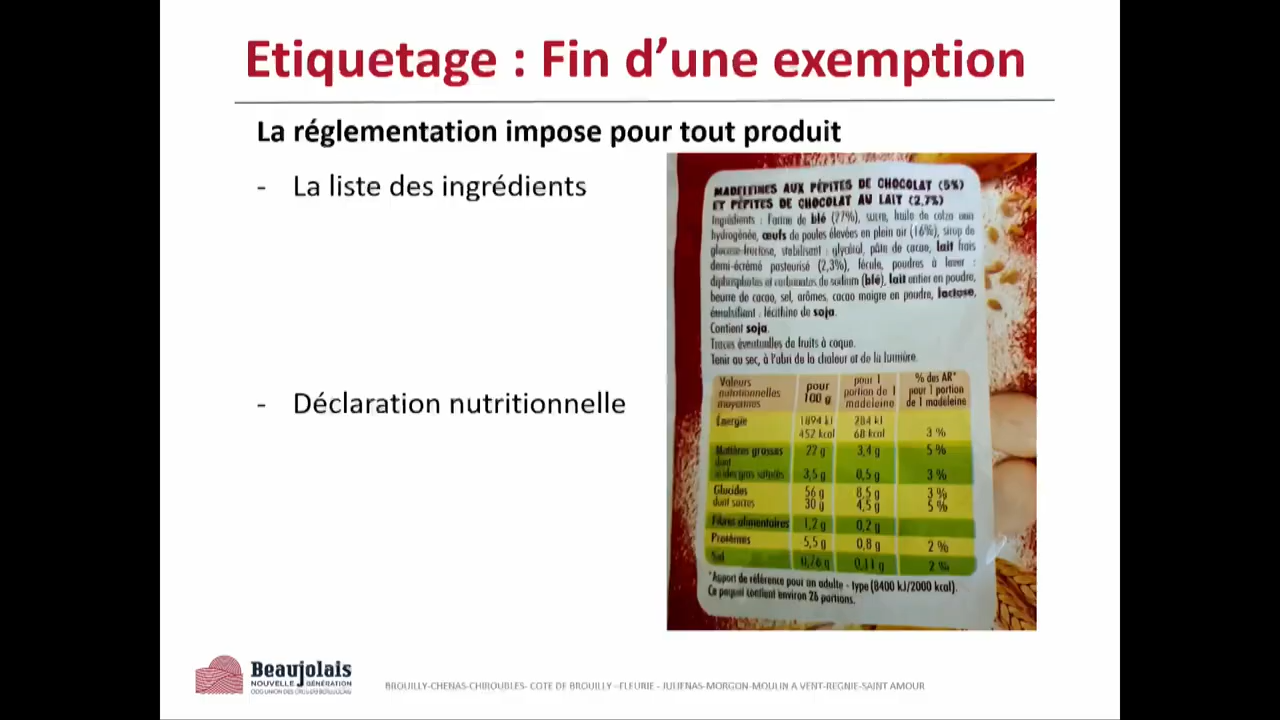 Etiquetage : Fin d'une exemption
La réglementation impose pour tout produit
- La liste des ingrédients
- Déclaration nutritionnelle
MADELEINES AUX PÉPITES DE CHOCOLAT (5%)
ET PÉPITES DE CHOCOLAT AU LAIT (2,7%)
Ingrédients : Farine de blé (27%), sucre, huile de colza non
hydrogénée, œufs de poules élevées en plein air (16%), sirop de
glucose-fructose, stabilisant : glycérol, pâte de cacao, lait frais
demi-écrémé pasteurisé (2,3%), fécule, poudres à lever :
diphosphates et carbonates de sodium (blé), lait entier en poudre,
beurre de cacao, sel, arômes, cacao maigre en poudre, lactose,
émulsifiant : lécithine de soja.
Contient soja.
Traces éventuelles de fruits à coque.
Tenir au sec, à l'abri de la chaleur et de la lumière.
Valeurs nutritionnelles moyennes pour 100 g pour 1 portion de 1 madeleine % des AR* pour 1 portion de 1 madeleine
Énergie 1894 kJ 284 kJ
452 kcal 68 kcal 3 %
Matières grasses 22 g 3,4 g 5 %
dont
acides gras saturés 3,5 g 0,5 g 3 %
Glucides 56 g 8,5 g 3 %
dont sucres 30 g 4,5 g 5 %
Fibres alimentaires 1,2 g 0,2 g
Protéines 5,5 g 0,8 g 2 %
Sel 0,76 g 0,11 g 2 %
*Apport de référence pour un adulte - type (8400 kJ/2000 kcal).
Ce paquet contient environ 26 portions.
Beaujolais
NOUVELLE GÉNÉRATION
BROUILLY-CHENAS-CHIROUBLES- COTE DE BROUILLY –FLEURIE - JULIENAS-MORGON-MOULIN A VENT-REGNIE-SAINT AMOUR